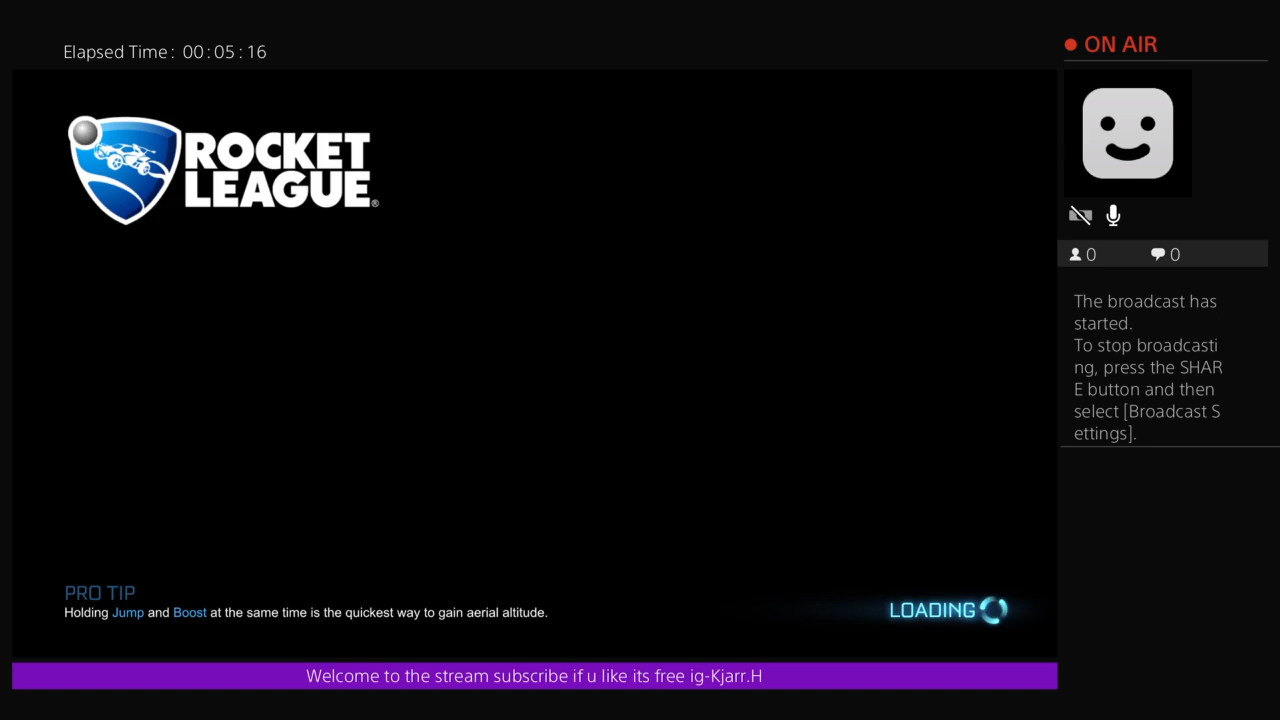 Elapsed Time: 00:05:16
ON AIR
ROCKET
LEAGUE®
0 0
The broadcast has
started.
To stop broadcasti
ng, press the SHAR
E button and then
select [Broadcast S
ettings].
PRO TIP
Holding Jump and Boost at the same time is the quickest way to gain aerial altitude.
LOADING
Welcome to the stream subscribe if u like its free ig-Kjarr.H